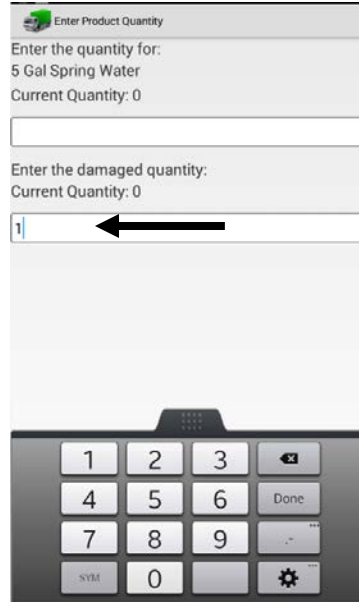 Enter Product Quantity
Enter the quantity for:
5 Gal Spring Water
Current Quantity: 0
Enter the damaged quantity:
Current Quantity: 0
1
1 2 3
4 5 6 Done
7 8 9 .-
SYM 0